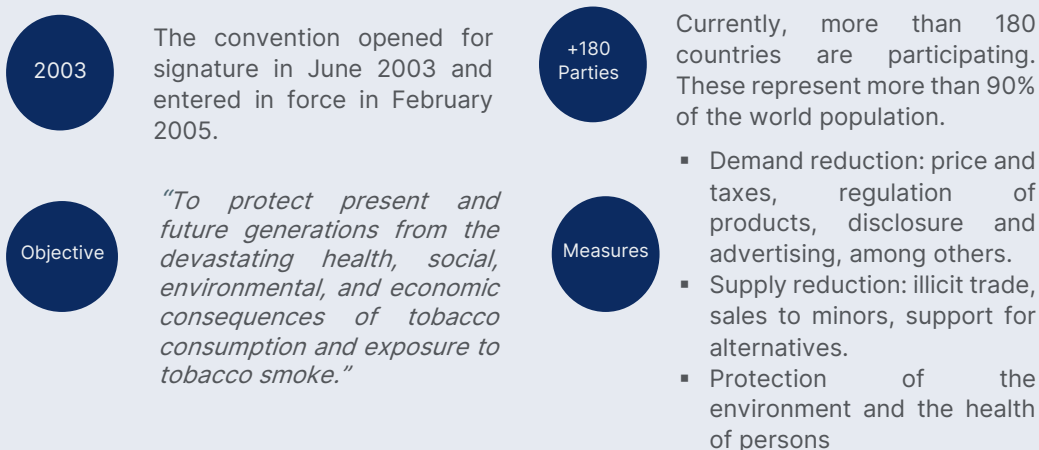 2003
The convention opened for
signature in June 2003 and
entered in force in February
2005.
Objective
“To protect present and
future generations from the
devastating health, social,
environmental, and economic
consequences of tobacco
consumption and exposure to
tobacco smoke.”
+180
Parties
Currently, more than 180
countries are participating.
These represent more than 90%
of the world population.
Measures
▪ Demand reduction: price and
taxes, regulation of
products, disclosure and
advertising, among others.
▪ Supply reduction: illicit trade,
sales to minors, support for
alternatives.
▪ Protection of the
environment and the health
of persons